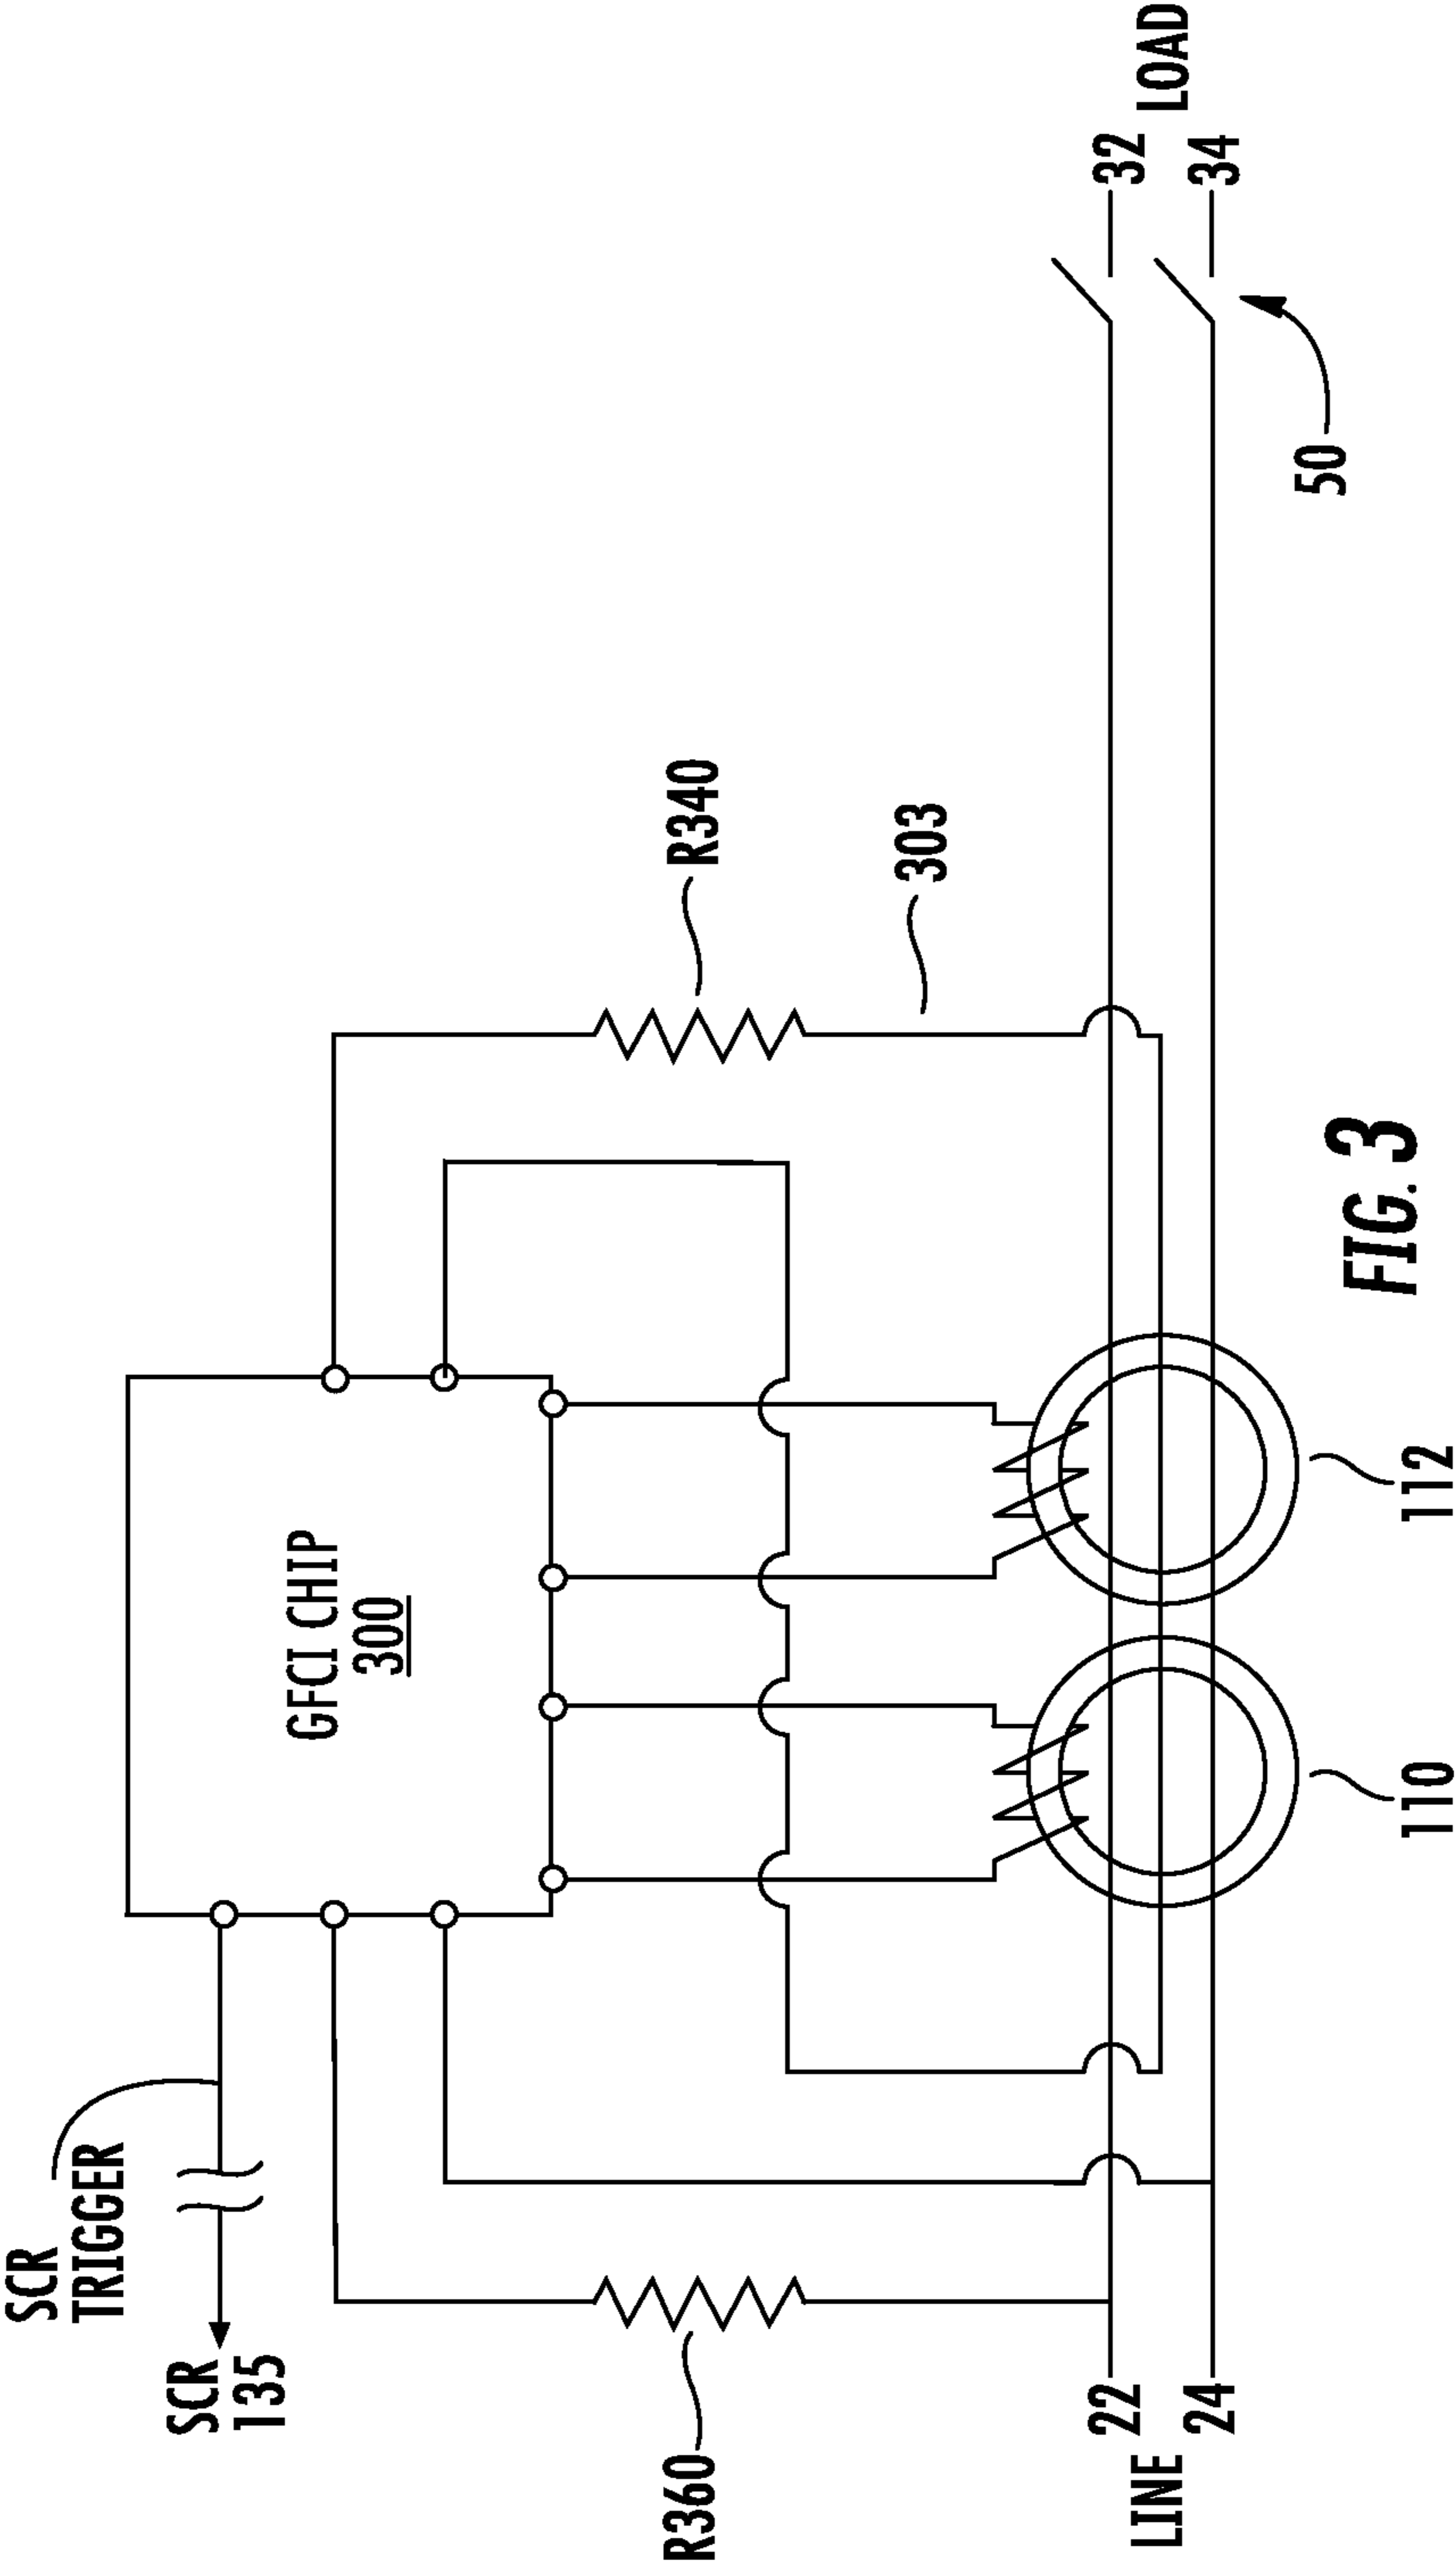 SCR
TRIGGER
SCR
135
GFCI CHIP
300
R360
R340
303
LINE
22
24
32
34
LOAD
50
110
112
FIG. 3